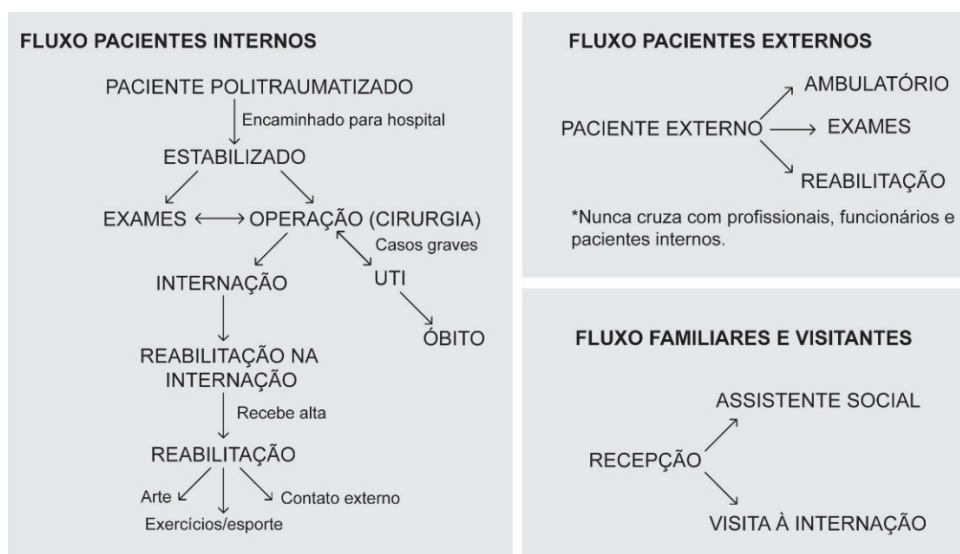 FLUXO PACIENTES INTERNOS
PACIENTE POLITRAUMATIZADO
Encaminhado para hospital
ESTABILIZADO
EXAMES
OPERAÇÃO (CIRURGIA)
Casos graves
INTERNAÇÃO
UTI
ÓBITO
REABILITAÇÃO NA
INTERNAÇÃO
Recebe alta
REABILITAÇÃO
Arte
Contato externo
Exercícios/esporte
FLUXO PACIENTES EXTERNOS
AMBULATÓRIO
PACIENTE EXTERNO
EXAMES
REABILITAÇÃO
*Nunca cruza com profissionais, funcionários e
pacientes internos.
FLUXO FAMILIARES E VISITANTES
ASSISTENTE SOCIAL
RECEPÇÃO
VISITA À INTERNAÇÃO